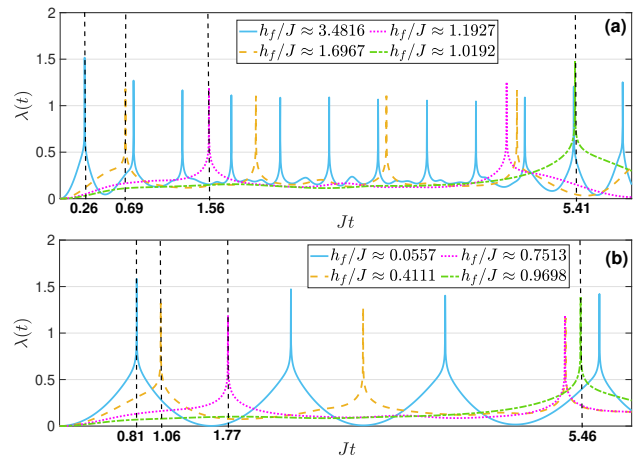 (a)
h_f/J ≈ 3.4816 h_f/J ≈ 1.1927
h_f/J ≈ 1.6967 h_f/J ≈ 1.0192
λ(t)
2
1.5
1
0.5
0
0.26 0.69 1.56 5.41
Jt
(b)
h_f/J ≈ 0.0557 h_f/J ≈ 0.7513
h_f/J ≈ 0.4111 h_f/J ≈ 0.9698
λ(t)
2
1.5
1
0.5
0
0.81 1.06 1.77 5.46
Jt